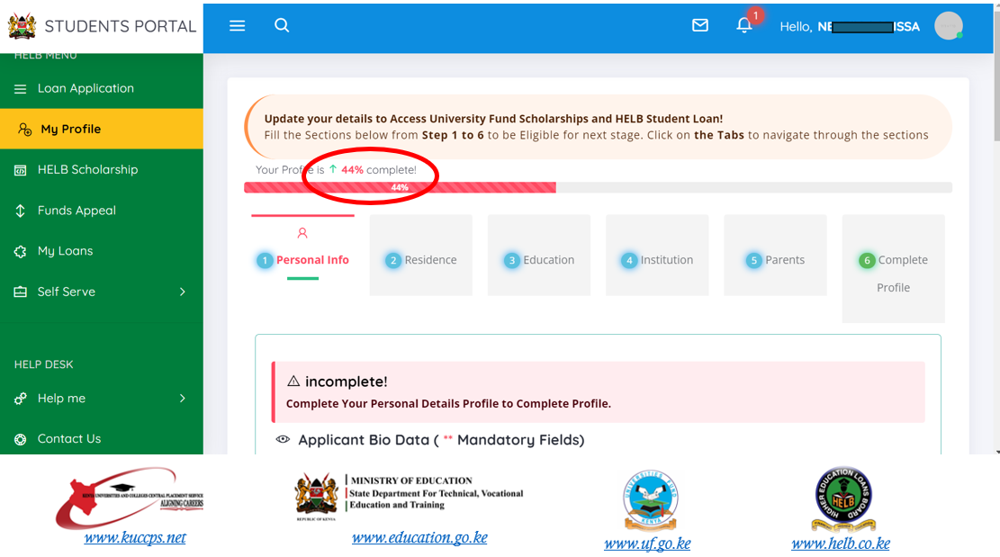 STUDENTS PORTAL
1
Hello, NE ISSA
HELB MENU
Loan Application
My Profile
HELB Scholarship
Funds Appeal
My Loans
Self Serve
HELP DESK
Help me
Contact Us
Update your details to Access University Fund Scholarships and HELB Student Loan!
Fill the Sections below from Step 1 to 6 to be Eligible for next stage. Click on the Tabs to navigate through the sections
Your Profile is ↑ 44% complete!
44%
1 Personal Info
2 Residence
3 Education
4 Institution
5 Parents
6 Complete
Profile
incomplete!
Complete Your Personal Details Profile to Complete Profile.
Applicant Bio Data ( ** Mandatory Fields)
KENYA UNIVERSITIES AND COLLEGES CENTRAL PLACEMENT SERVICE
ALIGNING CAREERS
www.kuccps.net
REPUBLIC OF KENYA
MINISTRY OF EDUCATION
State Department For Technical, Vocational
Education and Training
www.education.go.ke
UNIVERSITIES FUND
KENYA
www.uf.go.ke
HIGHER EDUCATION LOANS BOARD
HELB
www.helb.co.ke